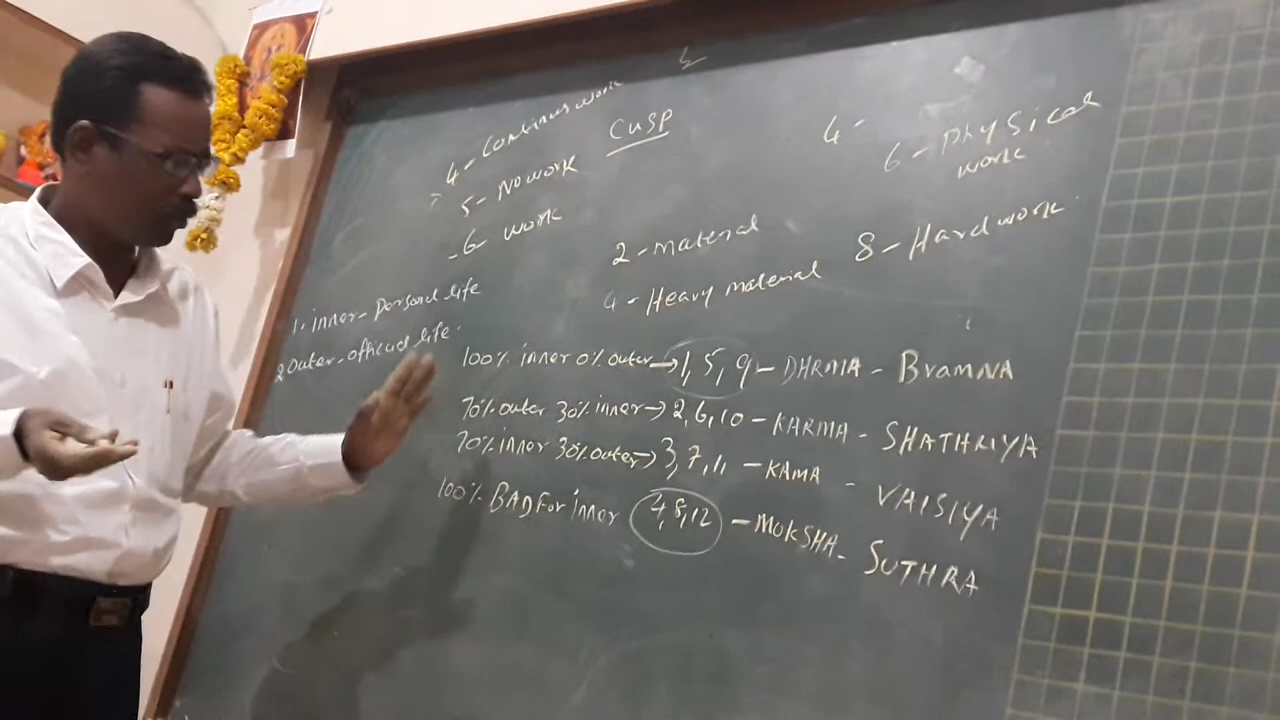 4 - Continus work
5 - No work
6 - work
CUSP
4 -
6 - Physical
work
2 - material
4 - Heavy material
8 - Hard work
1. inner - Personal life
2 outer - official life.
100% inner 0% outer → 1, 5, 9 - DHRMA - BramNA
70% outer 30% inner → 2, 6, 10 - KARMA - SHATHRIYA
70% inner 30% outer → 3, 7, 11 - KAMA - VAISIYA
100% BAD For inner 4, 8, 12 - MOKSHA - SUTHRA